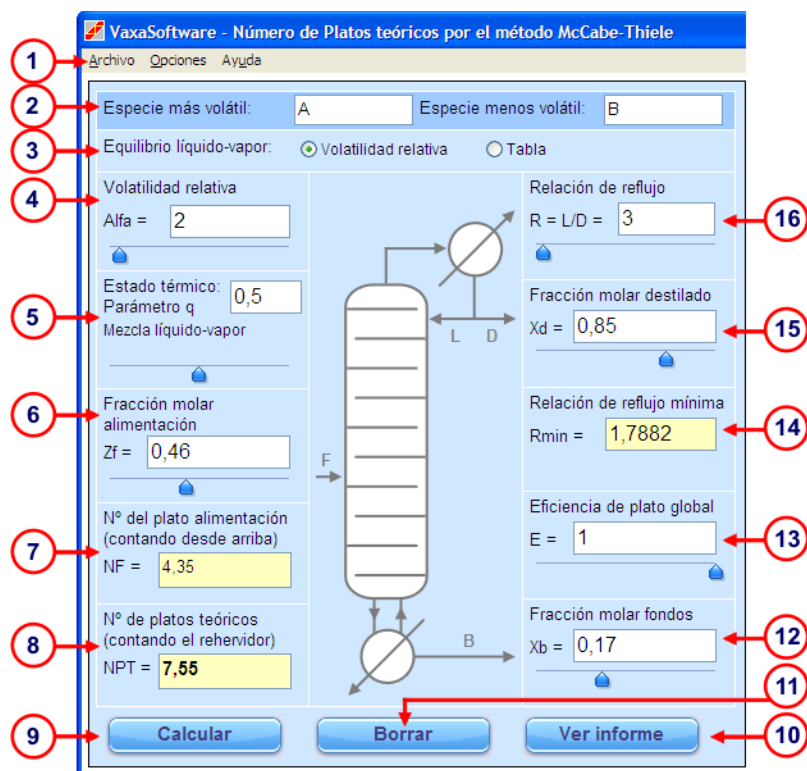 VaxaSoftware - Número de Platos teóricos por el método McCabe-Thiele
1
Archivo Opciones Ayuda
2
Especie más volátil: A Especie menos volátil: B
3
Equilibrio líquido-vapor: Volatilidad relativa Tabla
4
Volatilidad relativa
Alfa = 2
5
Estado térmico:
Parámetro q 0,5
Mezcla líquido-vapor
6
Fracción molar
alimentación
Zf = 0,46
7
Nº del plato alimentación
(contando desde arriba)
NF = 4,35
8
Nº de platos teóricos
(contando el rehervidor)
NPT = 7,55
L D
F
B
Relación de reflujo
R = L/D = 3
16
Fracción molar destilado
Xd = 0,85
15
Relación de reflujo mínima
Rmin = 1,7882
14
Eficiencia de plato global
E = 1
13
Fracción molar fondos
Xb = 0,17
12
11
9
Calcular Borrar Ver informe
10